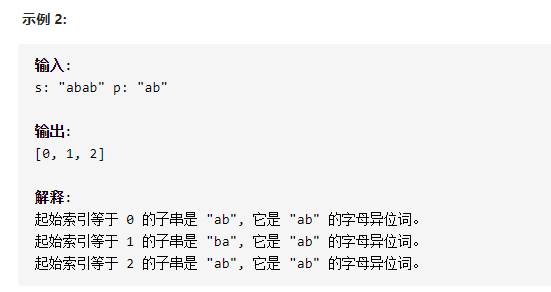 示例 2:
输入:
s: "abab" p: "ab"
输出:
[0, 1, 2]
解释:
起始索引等于 0 的子串是 "ab", 它是 "ab" 的字母异位词。
起始索引等于 1 的子串是 "ba", 它是 "ab" 的字母异位词。
起始索引等于 2 的子串是 "ab", 它是 "ab" 的字母异位词。